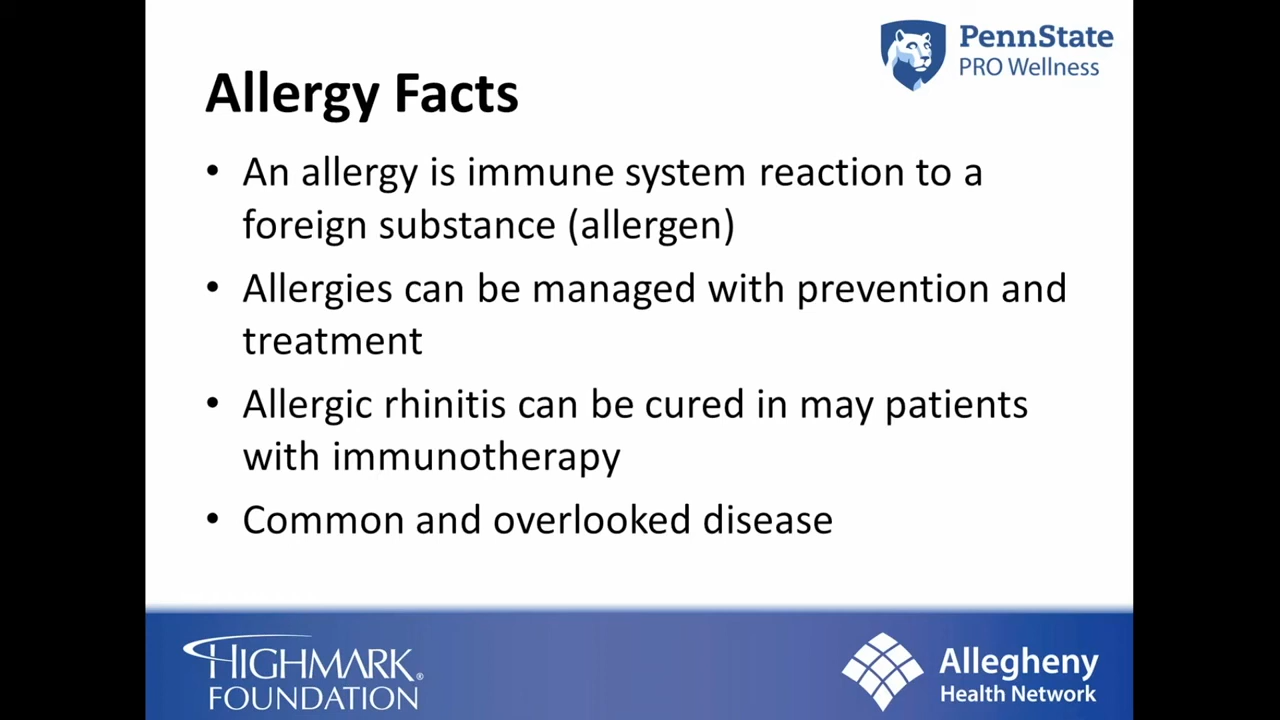 PennState
PRO Wellness
Allergy Facts
• An allergy is immune system reaction to a
foreign substance (allergen)
• Allergies can be managed with prevention and
treatment
• Allergic rhinitis can be cured in may patients
with immunotherapy
• Common and overlooked disease
HIGHMARK®
FOUNDATION
Allegheny
Health Network